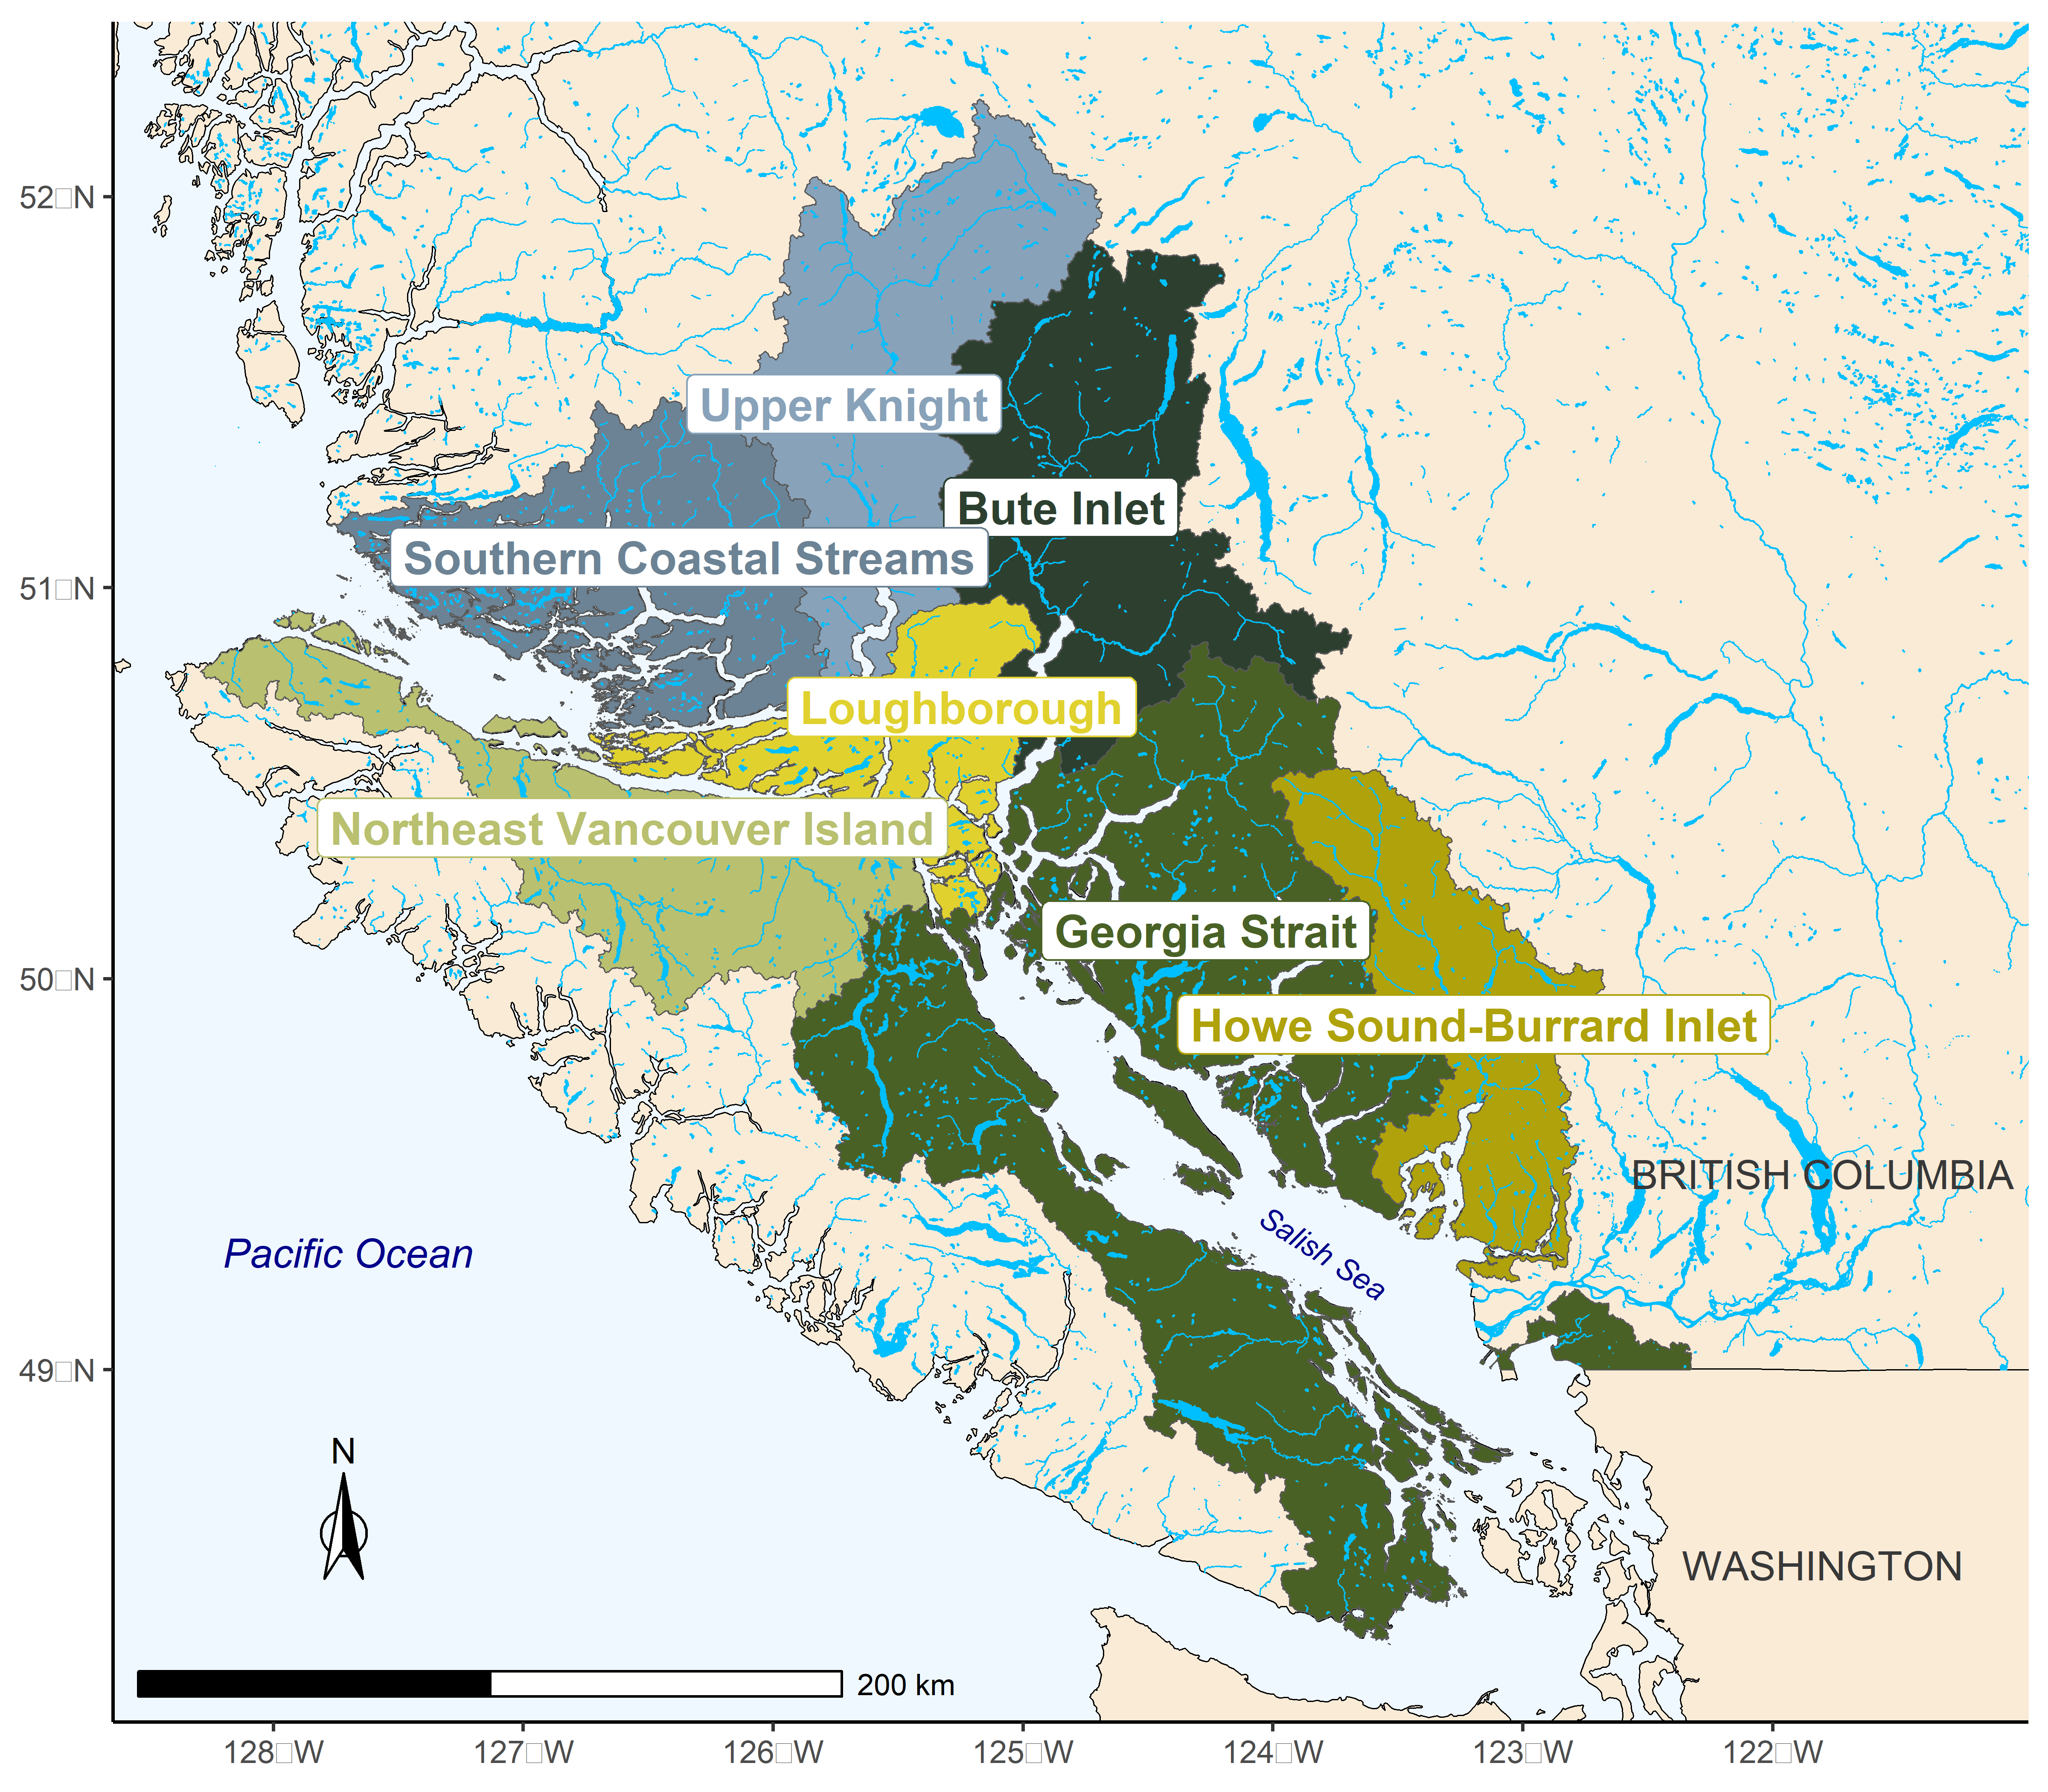 52□N
Upper Knight
Bute Inlet
Southern Coastal Streams
51□N
Loughborough
Northeast Vancouver Island
Georgia Strait
50□N
Howe Sound-Burrard Inlet
BRITISH COLUMBIA
Salish Sea
Pacific Ocean
49□N
N
WASHINGTON
200 km
128□W 127□W 126□W 125□W 124□W 123□W 122□W